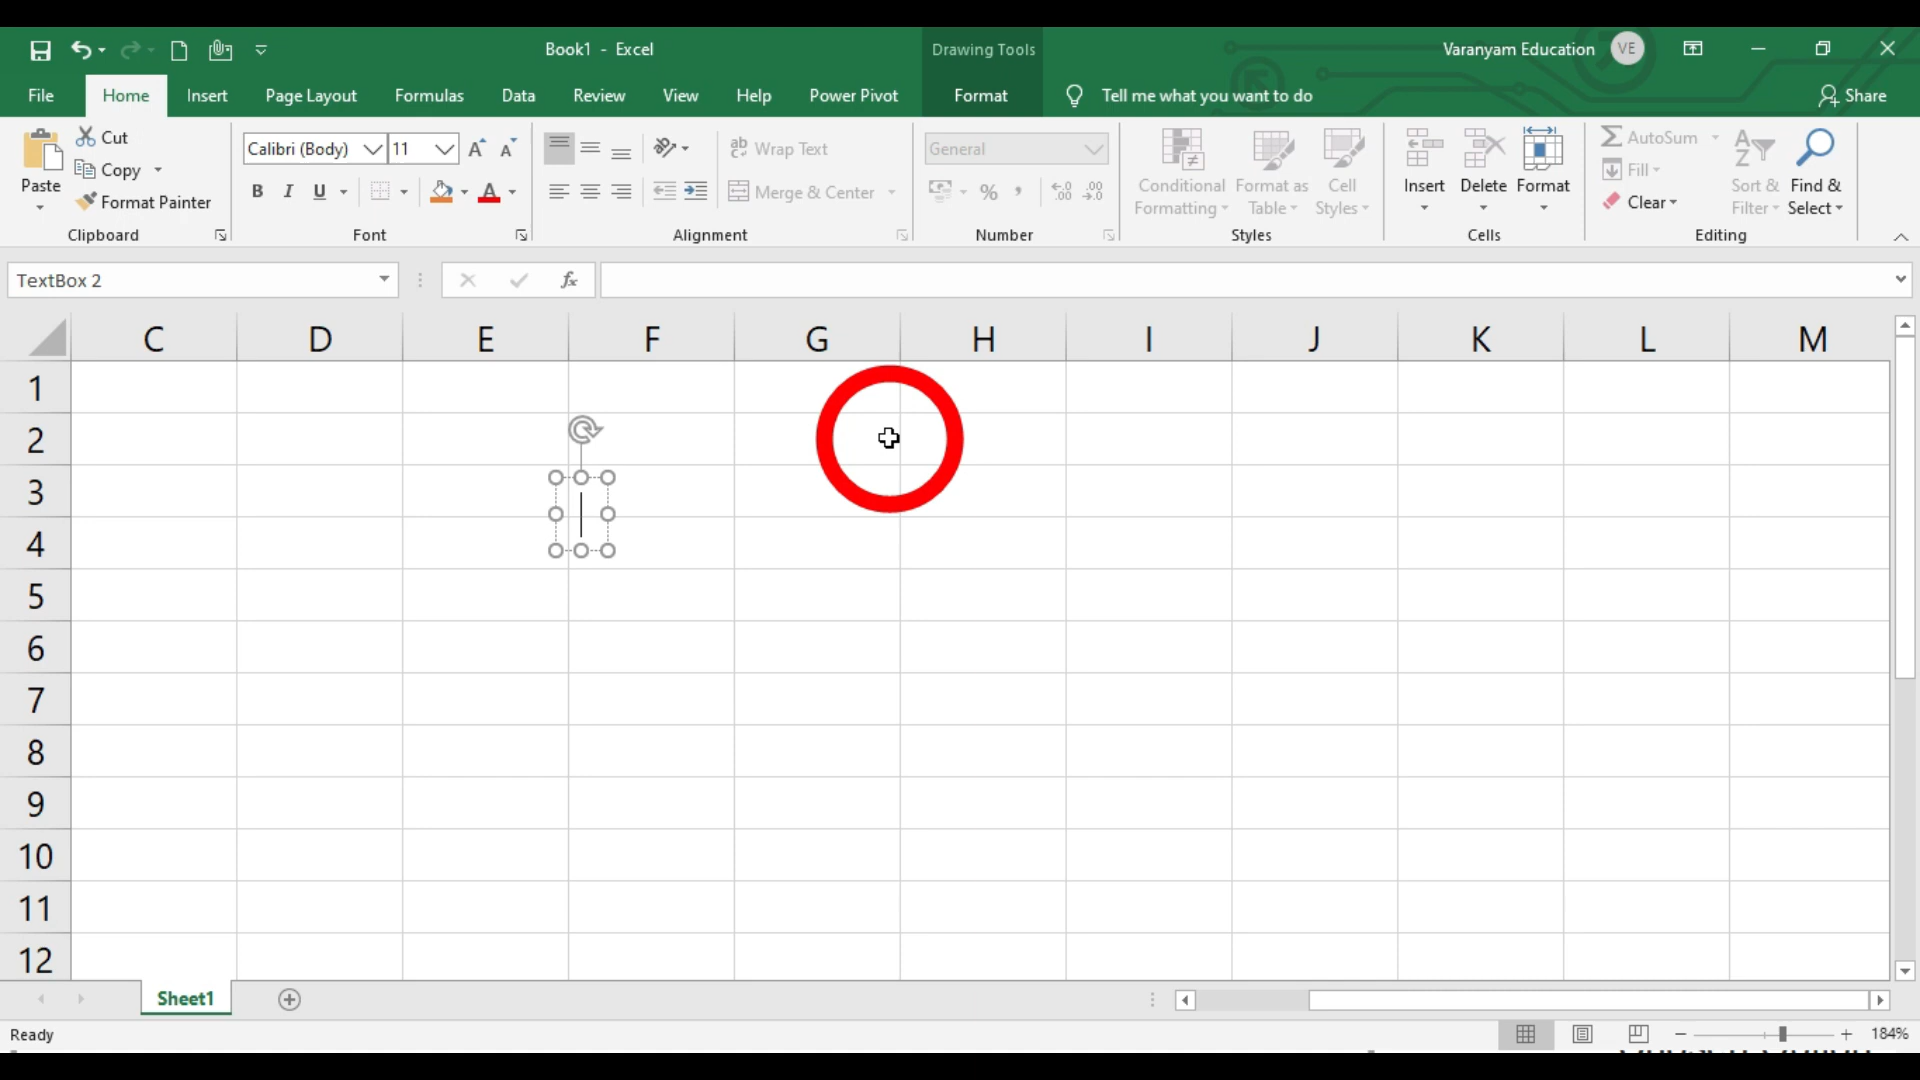 Book1 - Excel
Drawing Tools
Varanyam Education VE
File Home Insert Page Layout Formulas Data Review View Help Power Pivot Format Tell me what you want to do Share
Paste
Cut
Copy
Format Painter
Clipboard
Calibri (Body) 11 A A
B I U A
Font
ab Wrap Text
Merge & Center
Alignment
General
% ,
Number
Conditional Formatting
Format as Table
Cell Styles
Styles
Insert Delete Format
Cells
AutoSum
Fill
Clear
Sort & Filter
Find & Select
Editing
TextBox 2 fx
C D E F G H I J K L M
1
2
3
4
5
6
7
8
9
10
11
12
Sheet1
Ready 184%